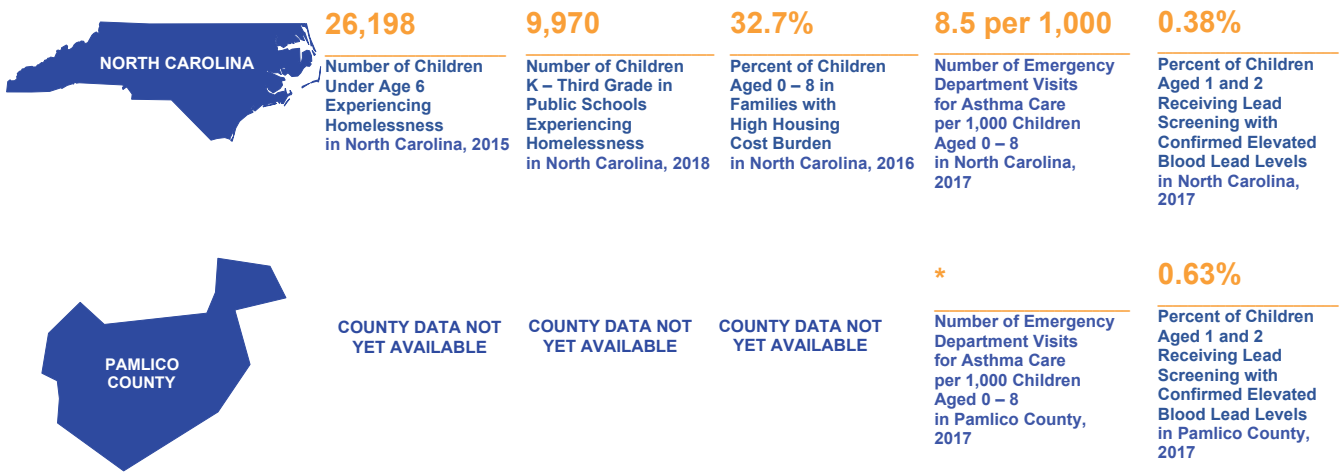 NORTH CAROLINA
26,198
Number of Children
Under Age 6
Experiencing
Homelessness
in North Carolina, 2015
9,970
Number of Children
K – Third Grade in
Public Schools
Experiencing
Homelessness
in North Carolina, 2018
32.7%
Percent of Children
Aged 0 – 8 in
Families with
High Housing
Cost Burden
in North Carolina, 2016
8.5 per 1,000
Number of Emergency
Department Visits
for Asthma Care
per 1,000 Children
Aged 0 – 8
in North Carolina,
2017
0.38%
Percent of Children
Aged 1 and 2
Receiving Lead
Screening with
Confirmed Elevated
Blood Lead Levels
in North Carolina,
2017
PAMLICO
COUNTY
COUNTY DATA NOT
YET AVAILABLE
COUNTY DATA NOT
YET AVAILABLE
COUNTY DATA NOT
YET AVAILABLE
*
Number of Emergency
Department Visits
for Asthma Care
per 1,000 Children
Aged 0 – 8
in Pamlico County,
2017
0.63%
Percent of Children
Aged 1 and 2
Receiving Lead
Screening with
Confirmed Elevated
Blood Lead Levels
in Pamlico County,
2017